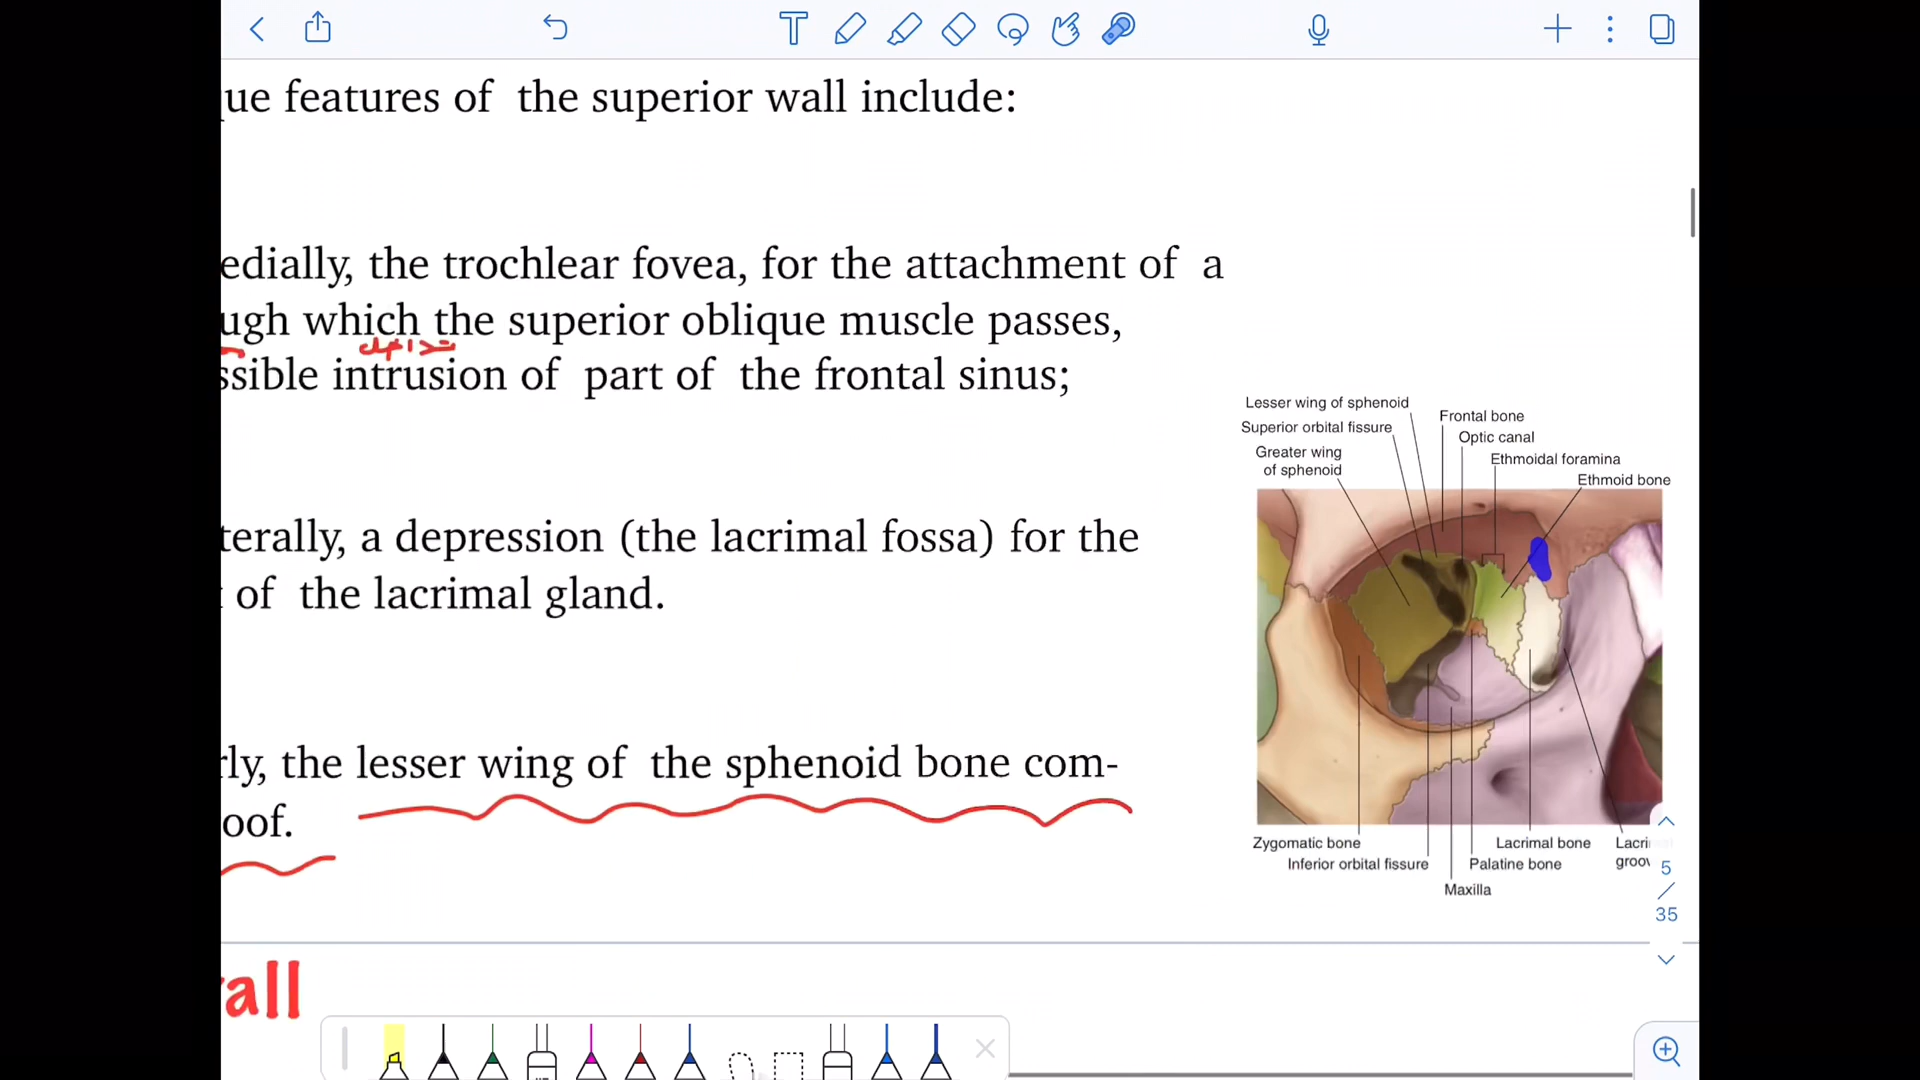 ue features of the superior wall include:
edially, the trochlear fovea, for the attachment of a
ugh which the superior oblique muscle passes,
ssible intrusion of part of the frontal sinus;
terally, a depression (the lacrimal fossa) for the
of the lacrimal gland.
rly, the lesser wing of the sphenoid bone com-
oof.
all
Lesser wing of sphenoid
Frontal bone
Superior orbital fissure
Optic canal
Greater wing
of sphenoid
Ethmoidal foramina
Ethmoid bone
Zygomatic bone
Lacrimal bone
Lacri
groov
Inferior orbital fissure
Palatine bone
Maxilla
5
/
35